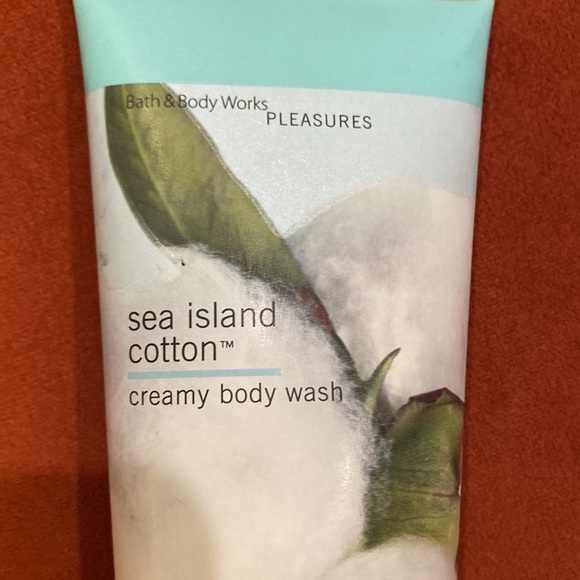 Bath & Body Works
PLEASURES
sea island
cotton™
creamy body wash